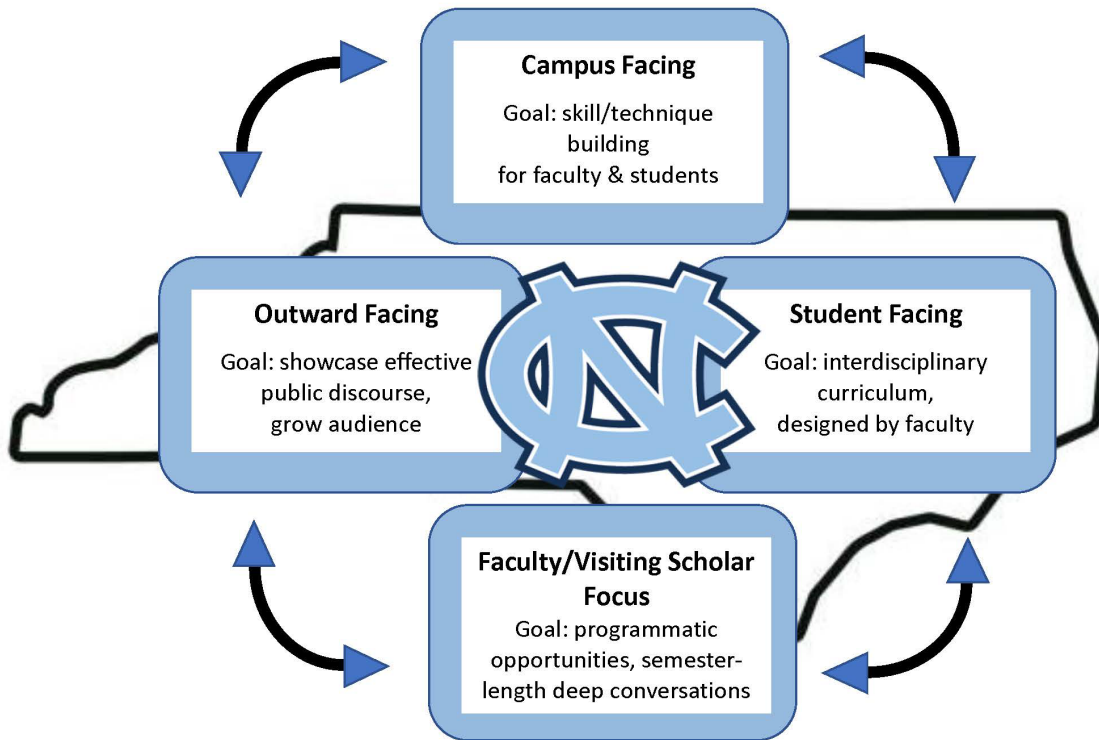 Campus Facing
Goal: skill/technique
building
for faculty & students
Outward Facing
Goal: showcase effective
public discourse,
grow audience
NC
Student Facing
Goal: interdisciplinary
curriculum,
designed by faculty
Faculty/Visiting Scholar
Focus
Goal: programmatic
opportunities, semester-
length deep conversations